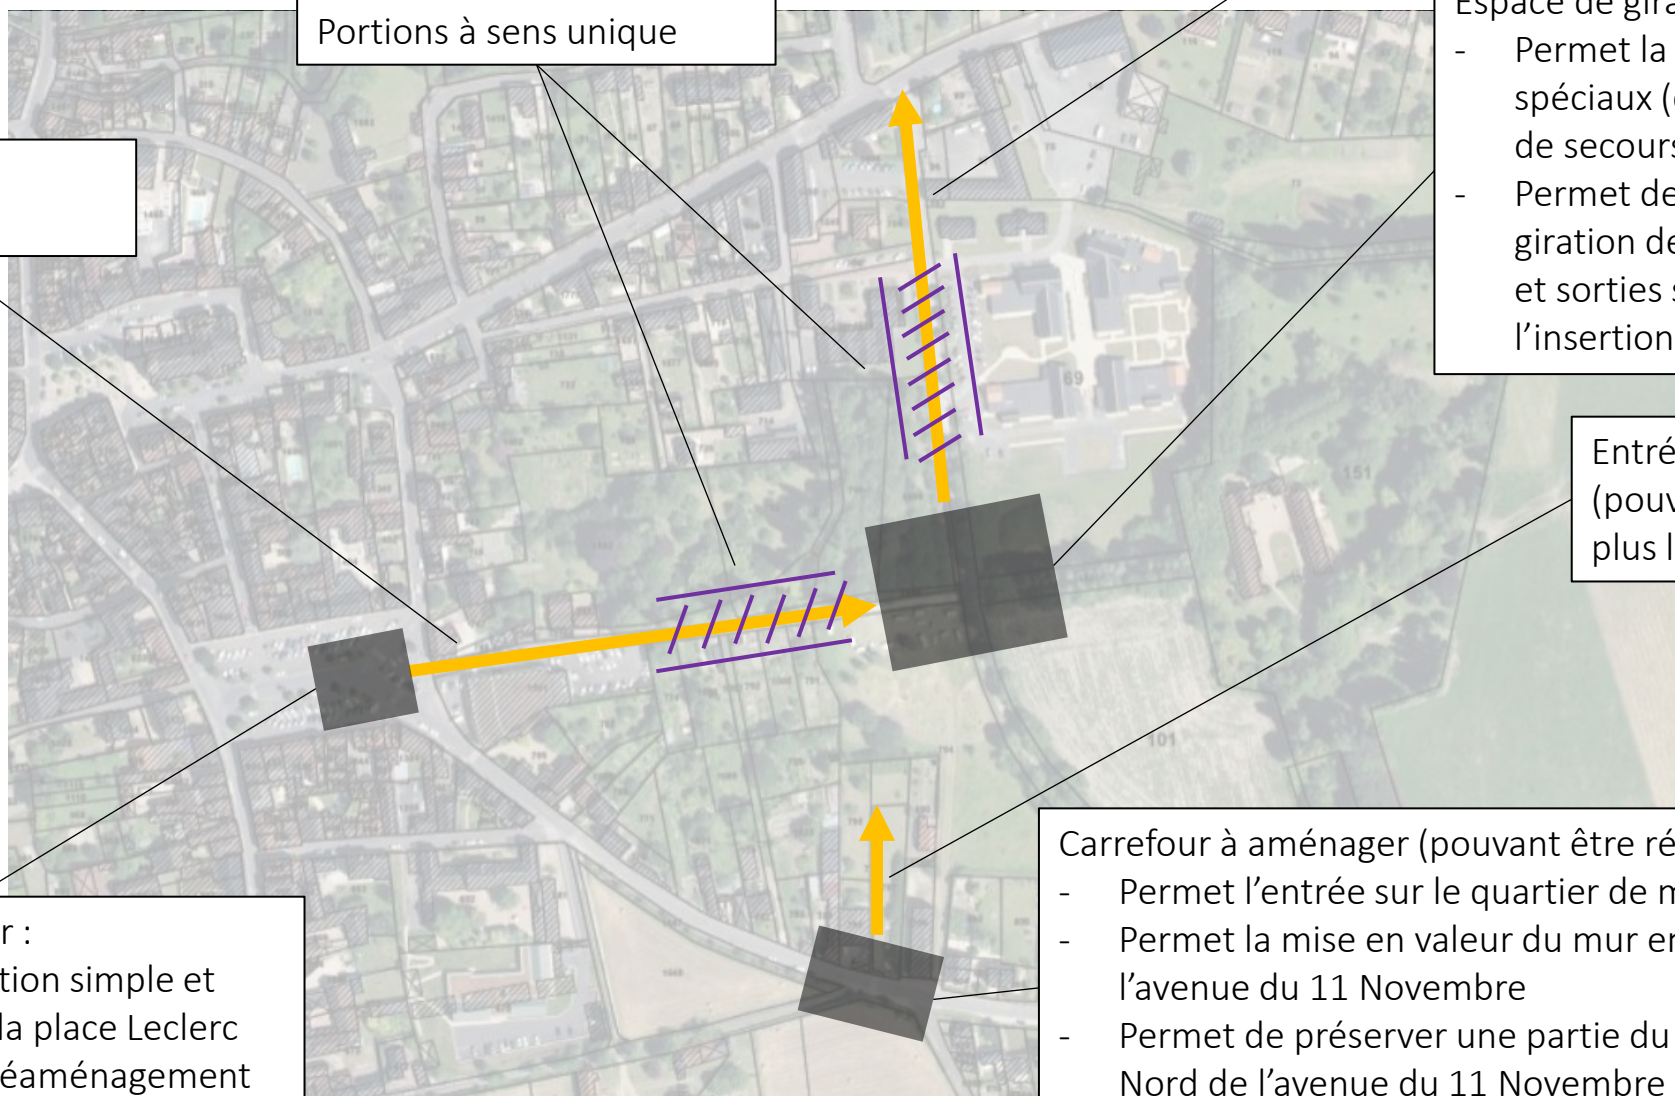 Portions à sens unique
Espace de gira
- Permet la
spéciaux (
de secours
- Permet de
giration de
et sorties s
l’insertion
Entré
(pouv
plus l
r :
tion simple et
la place Leclerc
éaménagement
Carrefour à aménager (pouvant être ré
- Permet l’entrée sur le quartier de m
- Permet la mise en valeur du mur en
l’avenue du 11 Novembre
- Permet de préserver une partie du
Nord de l’avenue du 11 Novembre
69
151
101